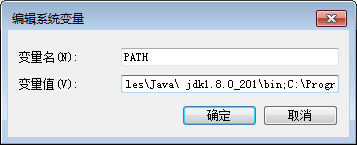 编辑系统变量
变量名(N): PATH
变量值(V): les\Java\ jdk1.8.0_201\bin;C:\Progr
确定 取消